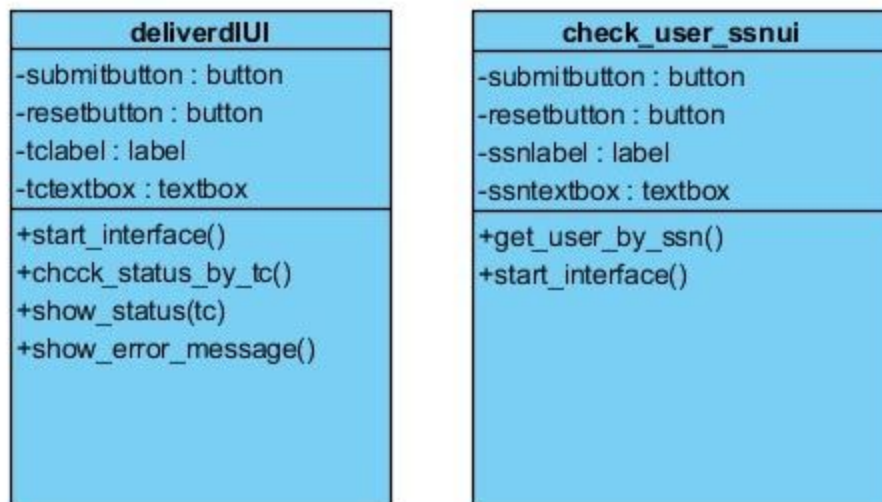 deliverdIUI
-submitbutton : button
-resetbutton : button
-tclabel : label
-tctextbox : textbox
+start_interface()
+chcck_status_by_tc()
+show_status(tc)
+show_error_message()
check_user_ssnui
-submitbutton : button
-resetbutton : button
-ssnlabel : label
-ssntextbox : textbox
+get_user_by_ssn()
+start_interface()